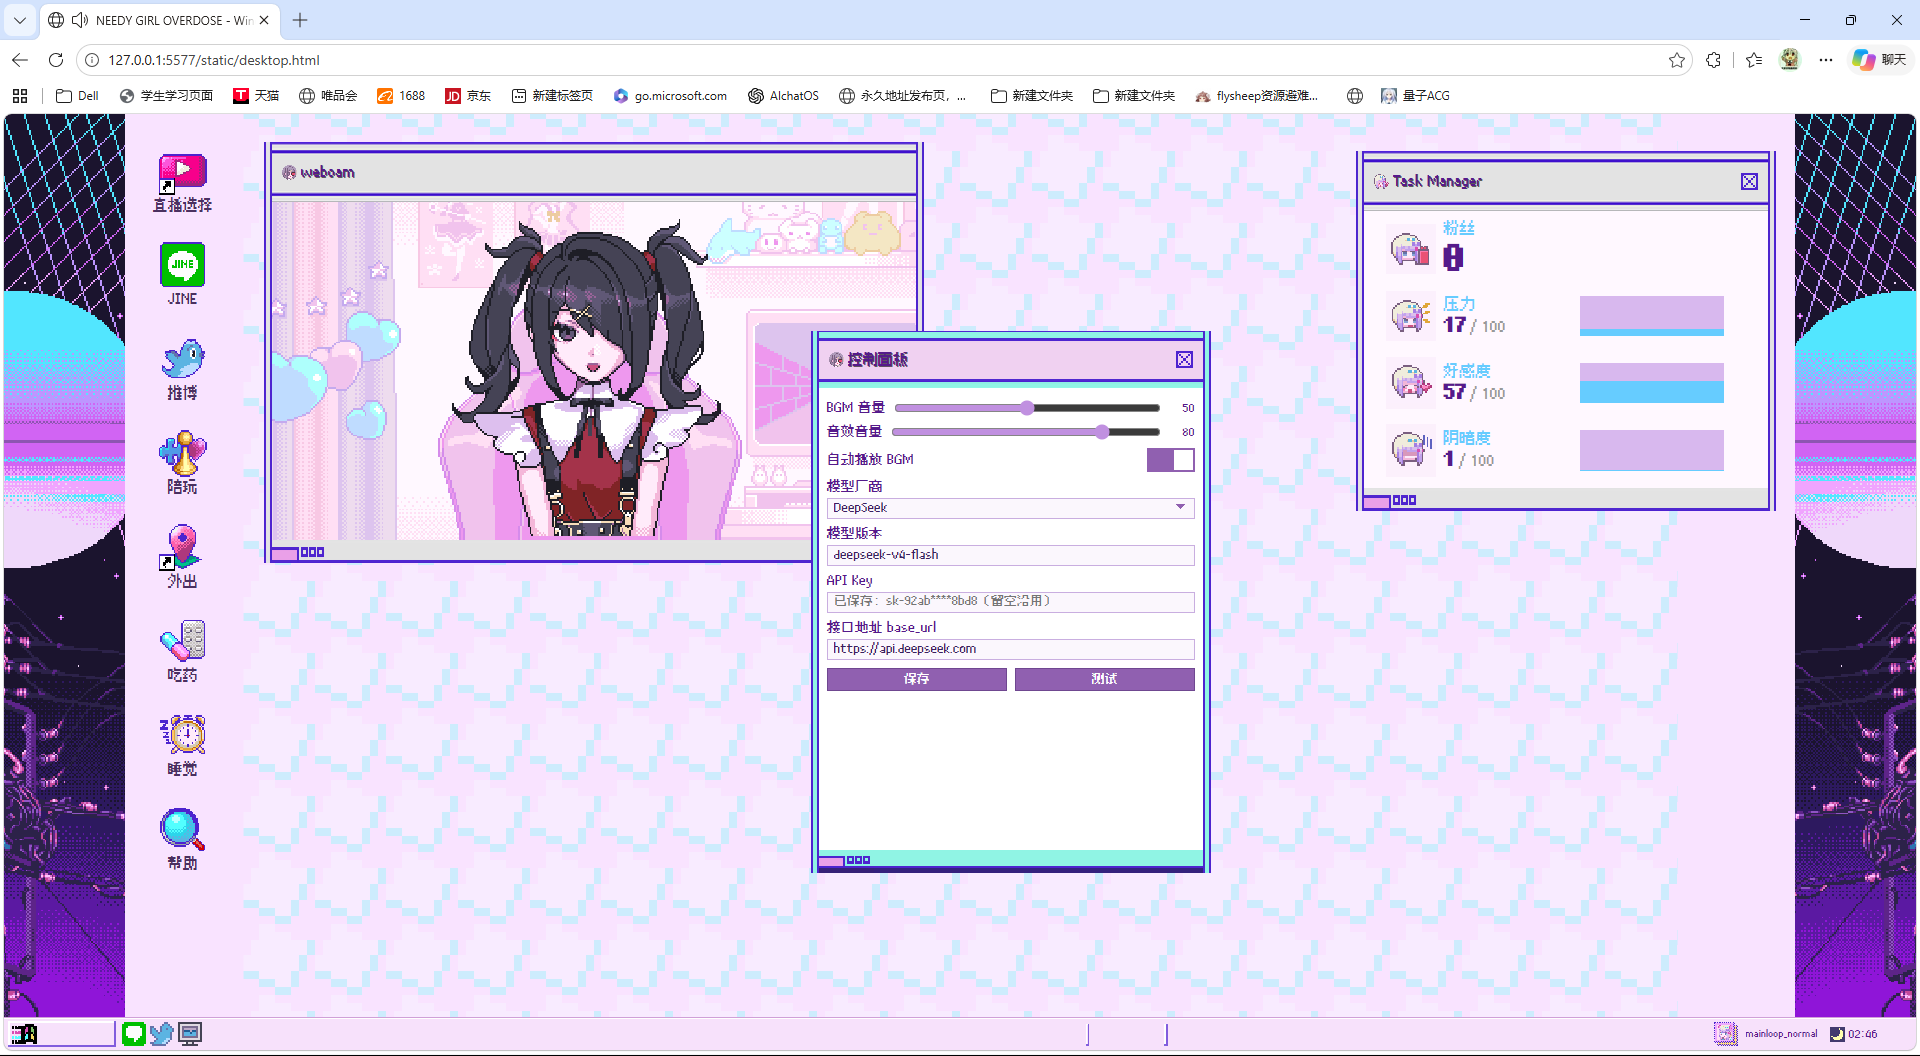 NEEDY GIRL OVERDOSE - Win
127.0.0.1:5577/static/desktop.html
聊天
Dell
学生学习页面
天猫
唯品会
1688
JD 京东
新建标签页
go.microsoft.com
AIchatOS
永久地址发布页，...
新建文件夹
新建文件夹
flysheep资源避难...
量子ACG
直播选择
JINE
JINE
推博
陪玩
外出
吃药
睡觉
帮助
weboam
控制面板
BGM 音量
50
音效音量
80
自动播放 BGM
模型厂商
DeepSeek
模型版本
deepseek-v4-flash
API Key
已保存：sk-92ab****8bd8（留空沿用）
接口地址 base_url
https://api.deepseek.com
保存
测试
Task Manager
粉丝
压力
17 / 100
好感度
57 / 100
阴暗度
1 / 100
mainloop_normal
02:46